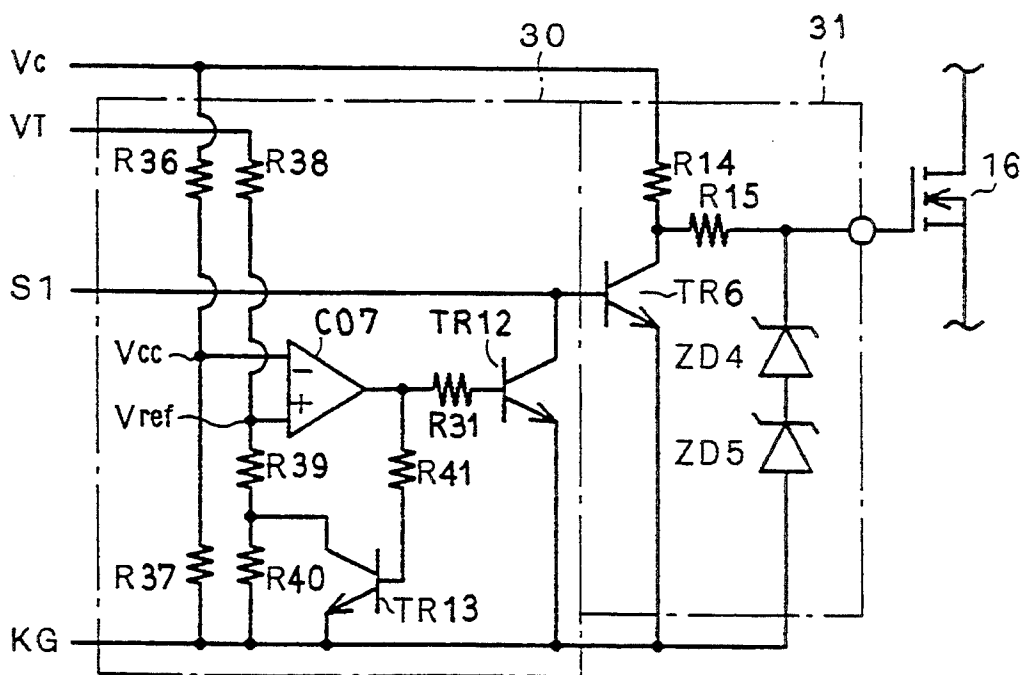 30
31
Vc
VT
R36
R38
R14
R15
16
S1
TR6
C07
TR12
Vcc
ZD4
Vref
R31
R39
R41
ZD5
R37
R40
TR13
KG